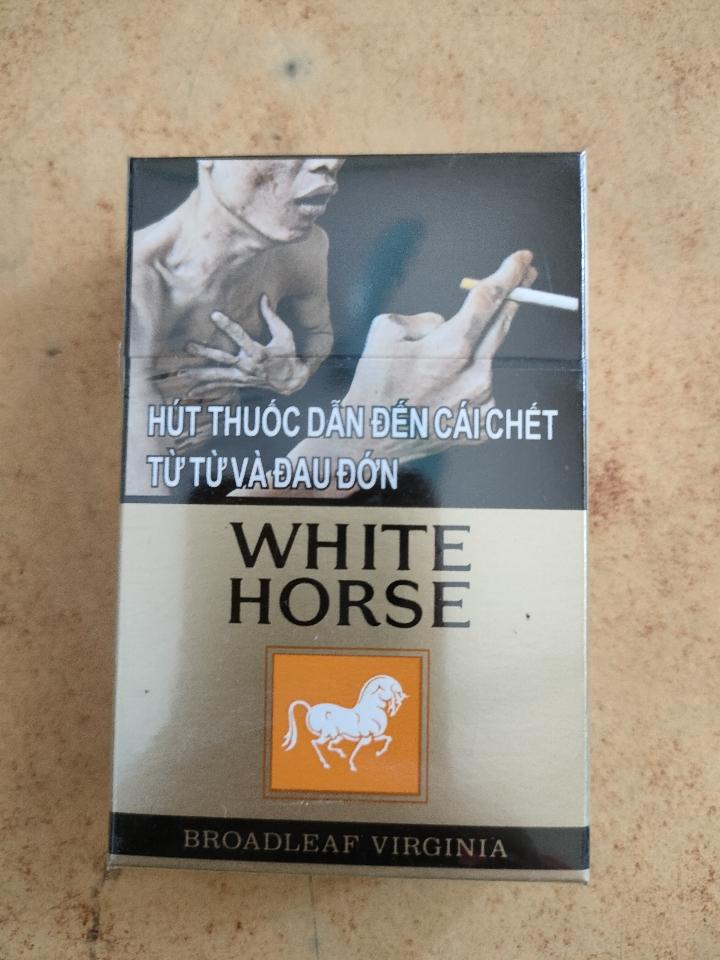 HÚT THUỐC DẪN ĐẾN CÁI CHẾT
TỪ TỪ VÀ ĐAU ĐỚN
WHITE
HORSE
BROADLEAF VIRGINIA